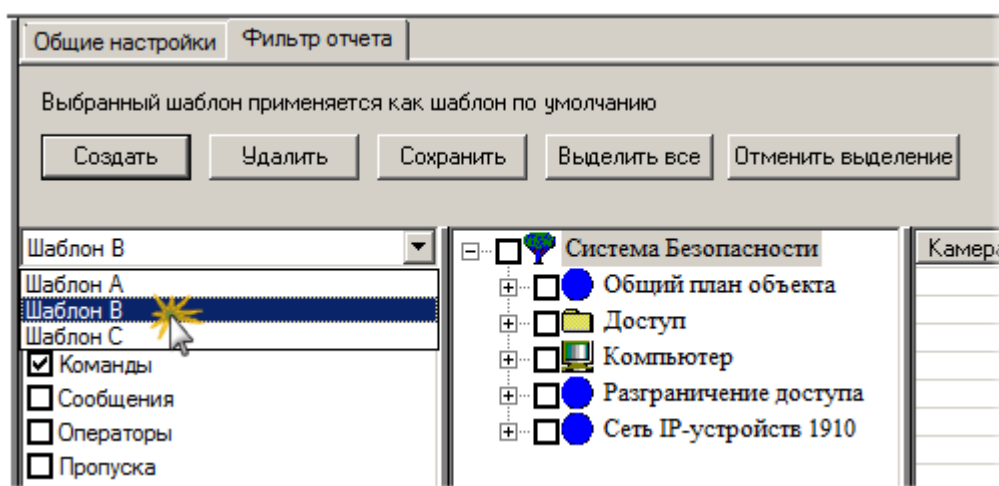 Общие настройки Фильтр отчета
Выбранный шаблон применяется как шаблон по умолчанию
Создать Удалить Сохранить Выделить все Отменить выделение
Шаблон B
Шаблон A
Шаблон B
Шаблон C
Команды
Сообщения
Операторы
Пропуска
Система Безопасности
Общий план объекта
Доступ
Компьютер
Разграничение доступа
Сеть IP-устройств 1910